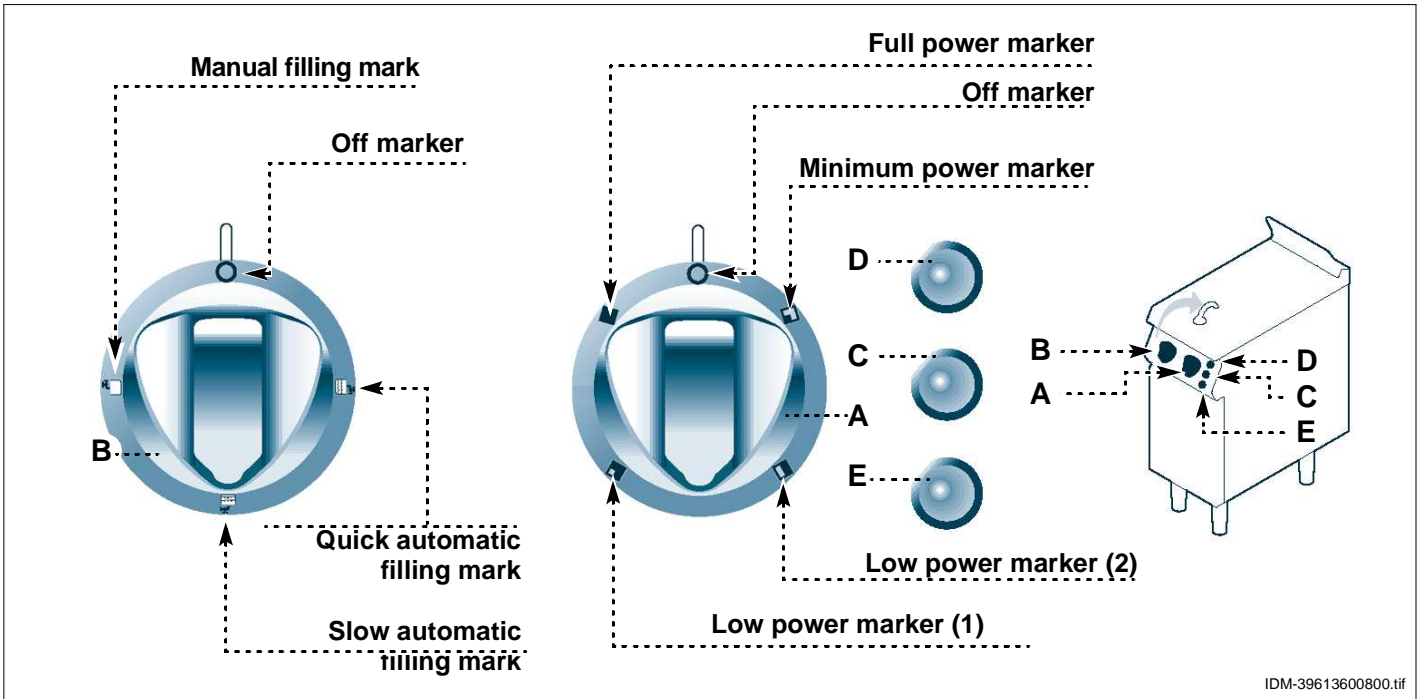 Manual filling mark
Off marker
B
Quick automatic
filling mark
Slow automatic
filling mark
Full power marker
Off marker
Minimum power marker
D
C
A
E
Low power marker (2)
Low power marker (1)
B
A
D
C
E
IDM-39613600800.tif